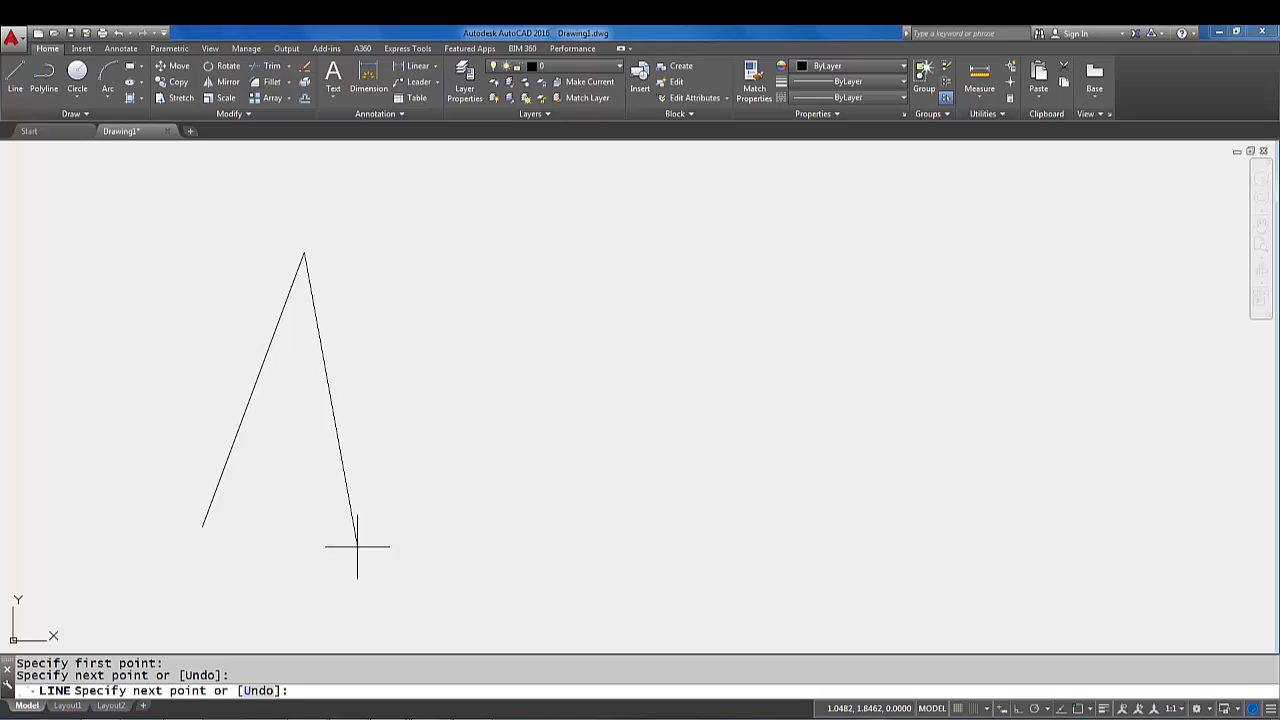 Autodesk AutoCAD 2016 Drawing1.dwg
Type a keyword or phrase
Sign In
Home Insert Annotate Parametric View Manage Output Add-ins A360 Express Tools Featured Apps BIM 360 Performance
Line Polyline Circle Arc
Move Rotate Trim
Copy Mirror Fillet
Stretch Scale Array
Text Dimension
Linear
Leader
Table
Layer Properties
0
Make Current
Match Layer
Insert
Create
Edit
Edit Attributes
Match Properties
ByLayer
ByLayer
ByLayer
Group Measure Paste Base
Draw Modify Annotation Layers Block Properties Groups Utilities Clipboard View
Start Drawing1*
Y
X
Specify first point:
Specify next point or [Undo]:
LINE Specify next point or [Undo]:
Model Layout1 Layout2
1.0482, 1.8462, 0.0000 MODEL 1:1